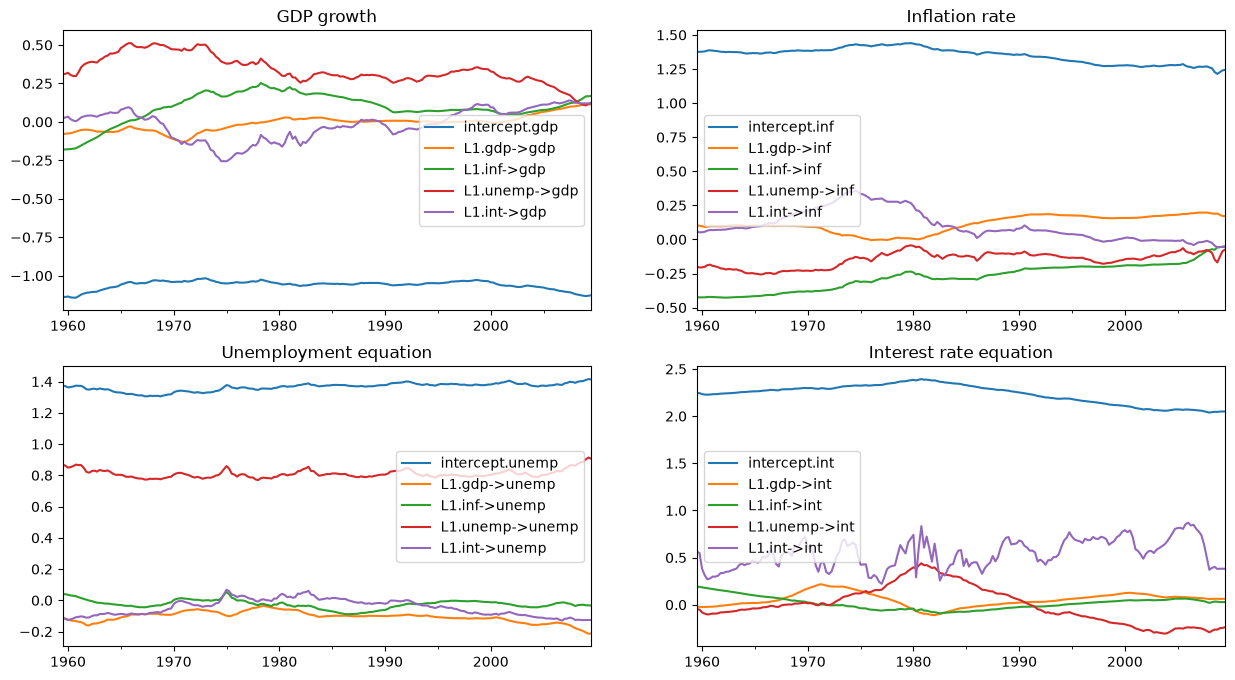 GDP growth
0.50
0.25
0.00
−0.25
−0.50
−0.75
−1.00
1960 1970 1980 1990 2000
intercept.gdp
L1.gdp->gdp
L1.inf->gdp
L1.unemp->gdp
L1.int->gdp
Inflation rate
1.50
1.25
1.00
0.75
0.50
0.25
0.00
−0.25
−0.50
1960 1970 1980 1990 2000
intercept.inf
L1.gdp->inf
L1.inf->inf
L1.unemp->inf
L1.int->inf
Unemployment equation
1.4
1.2
1.0
0.8
0.6
0.4
0.2
0.0
−0.2
1960 1970 1980 1990 2000
intercept.unemp
L1.gdp->unemp
L1.inf->unemp
L1.unemp->unemp
L1.int->unemp
Interest rate equation
2.5
2.0
1.5
1.0
0.5
0.0
1960 1970 1980 1990 2000
intercept.int
L1.gdp->int
L1.inf->int
L1.unemp->int
L1.int->int